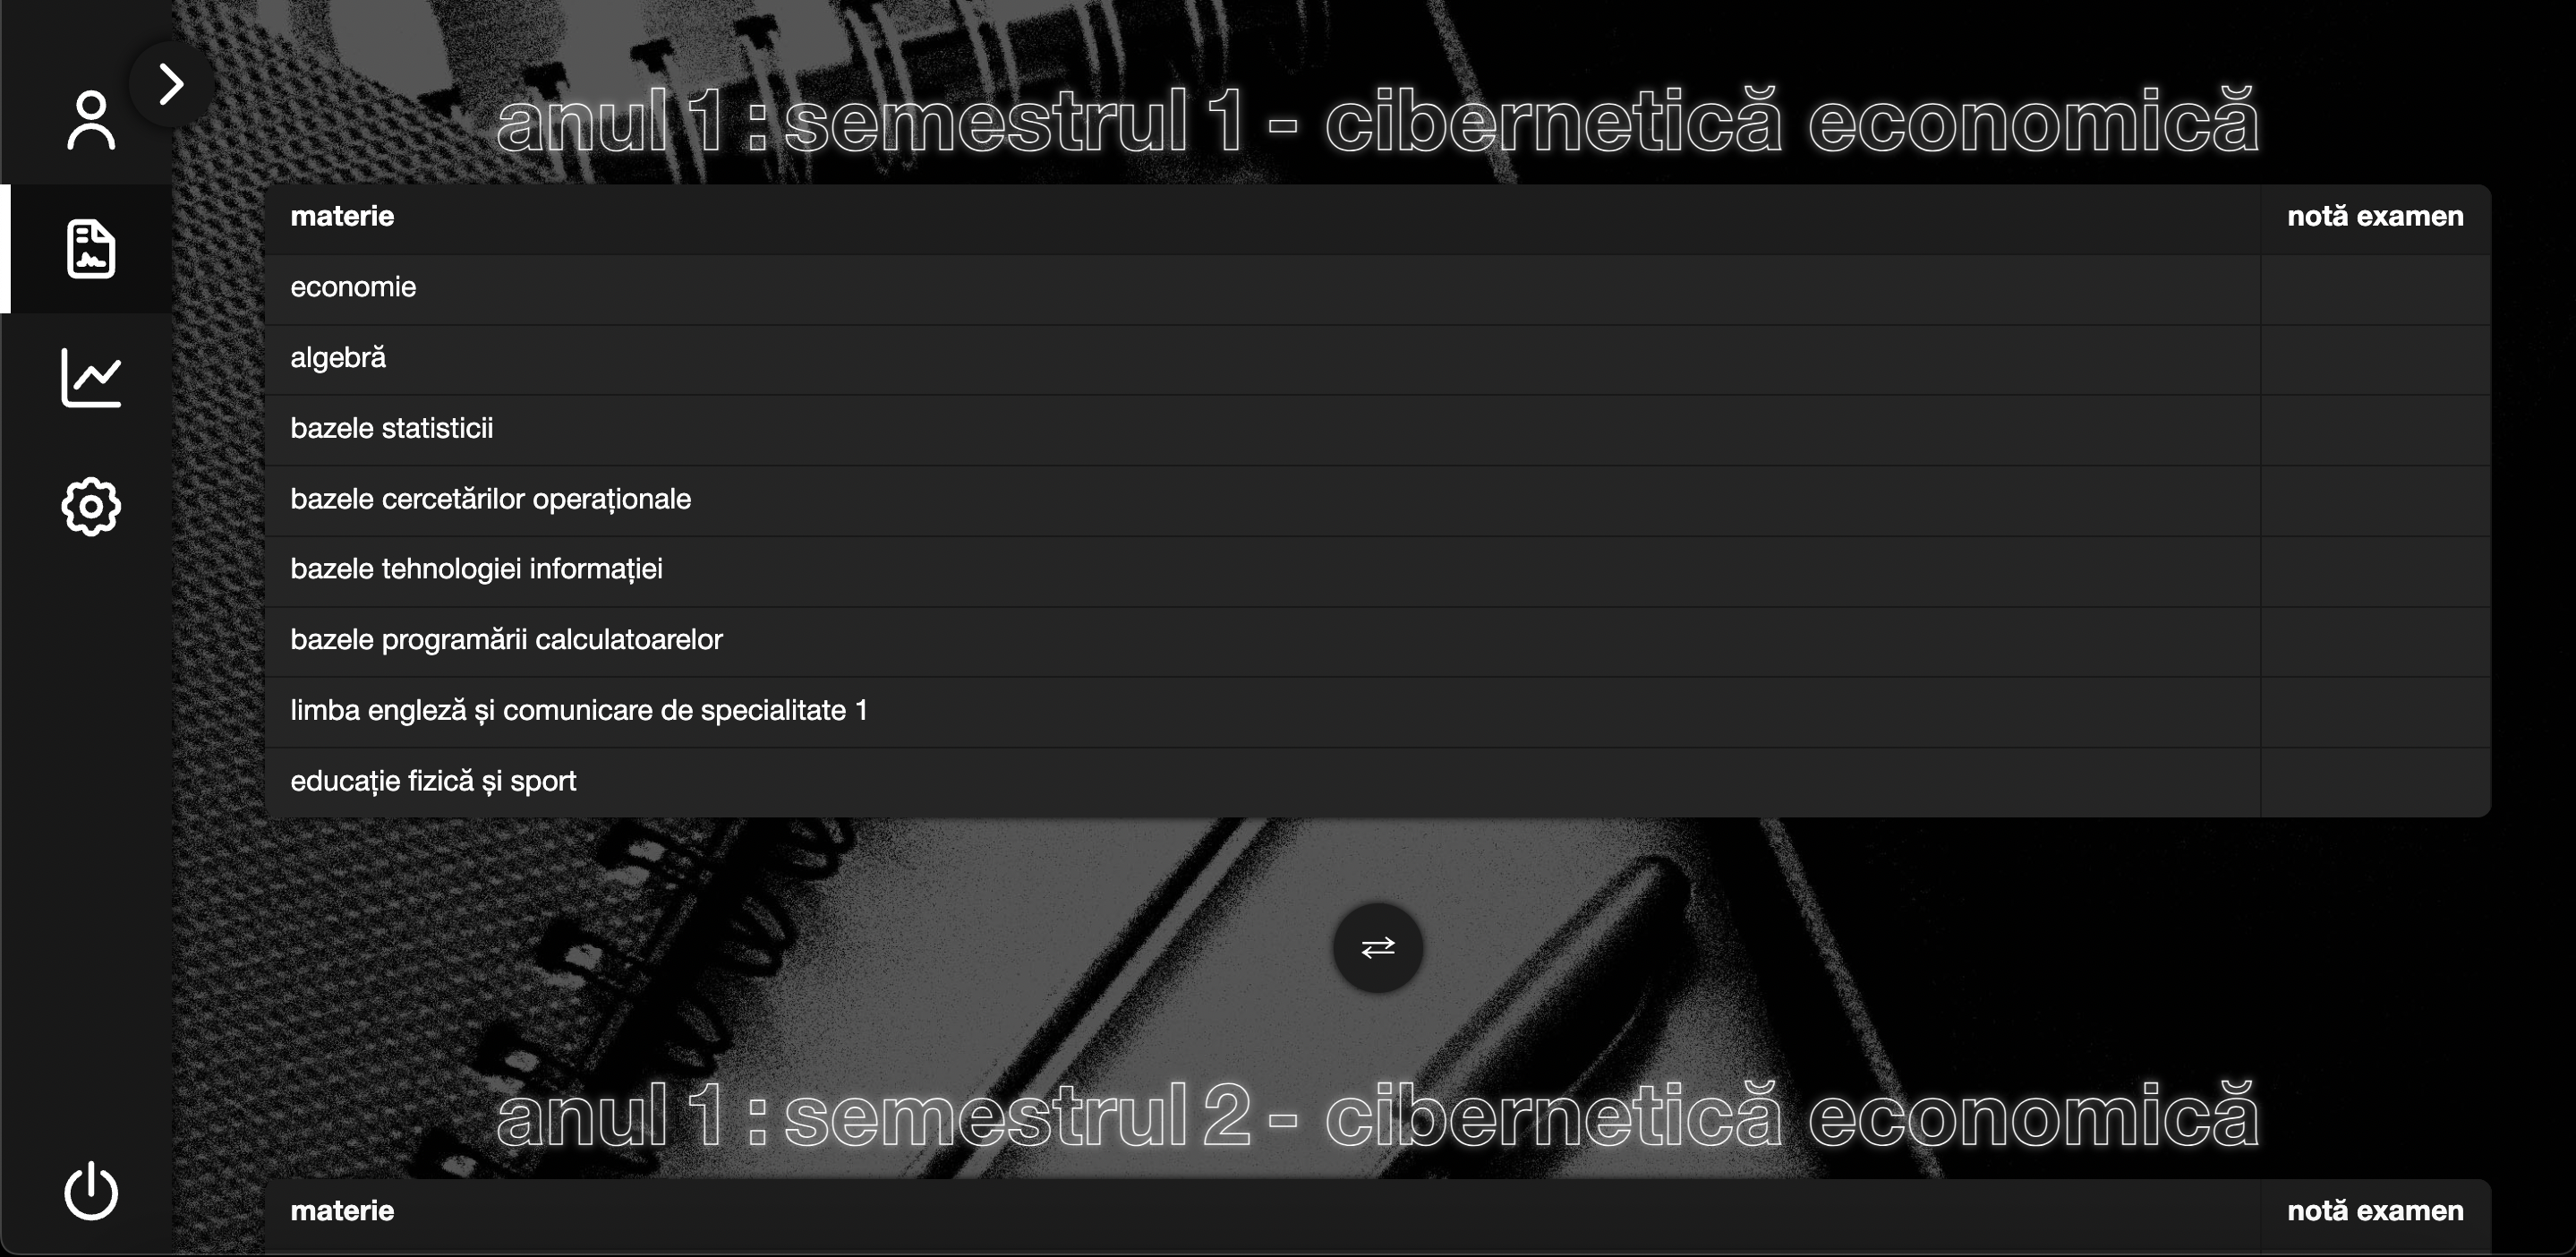 anul 1 : semestrul 1 - cibernetică economică
materie notă examen
economie
algebră
bazele statisticii
bazele cercetărilor operaționale
bazele tehnologiei informației
bazele programării calculatoarelor
limba engleză și comunicare de specialitate 1
educație fizică și sport
anul 1 : semestrul 2 - cibernetică economică
materie notă examen